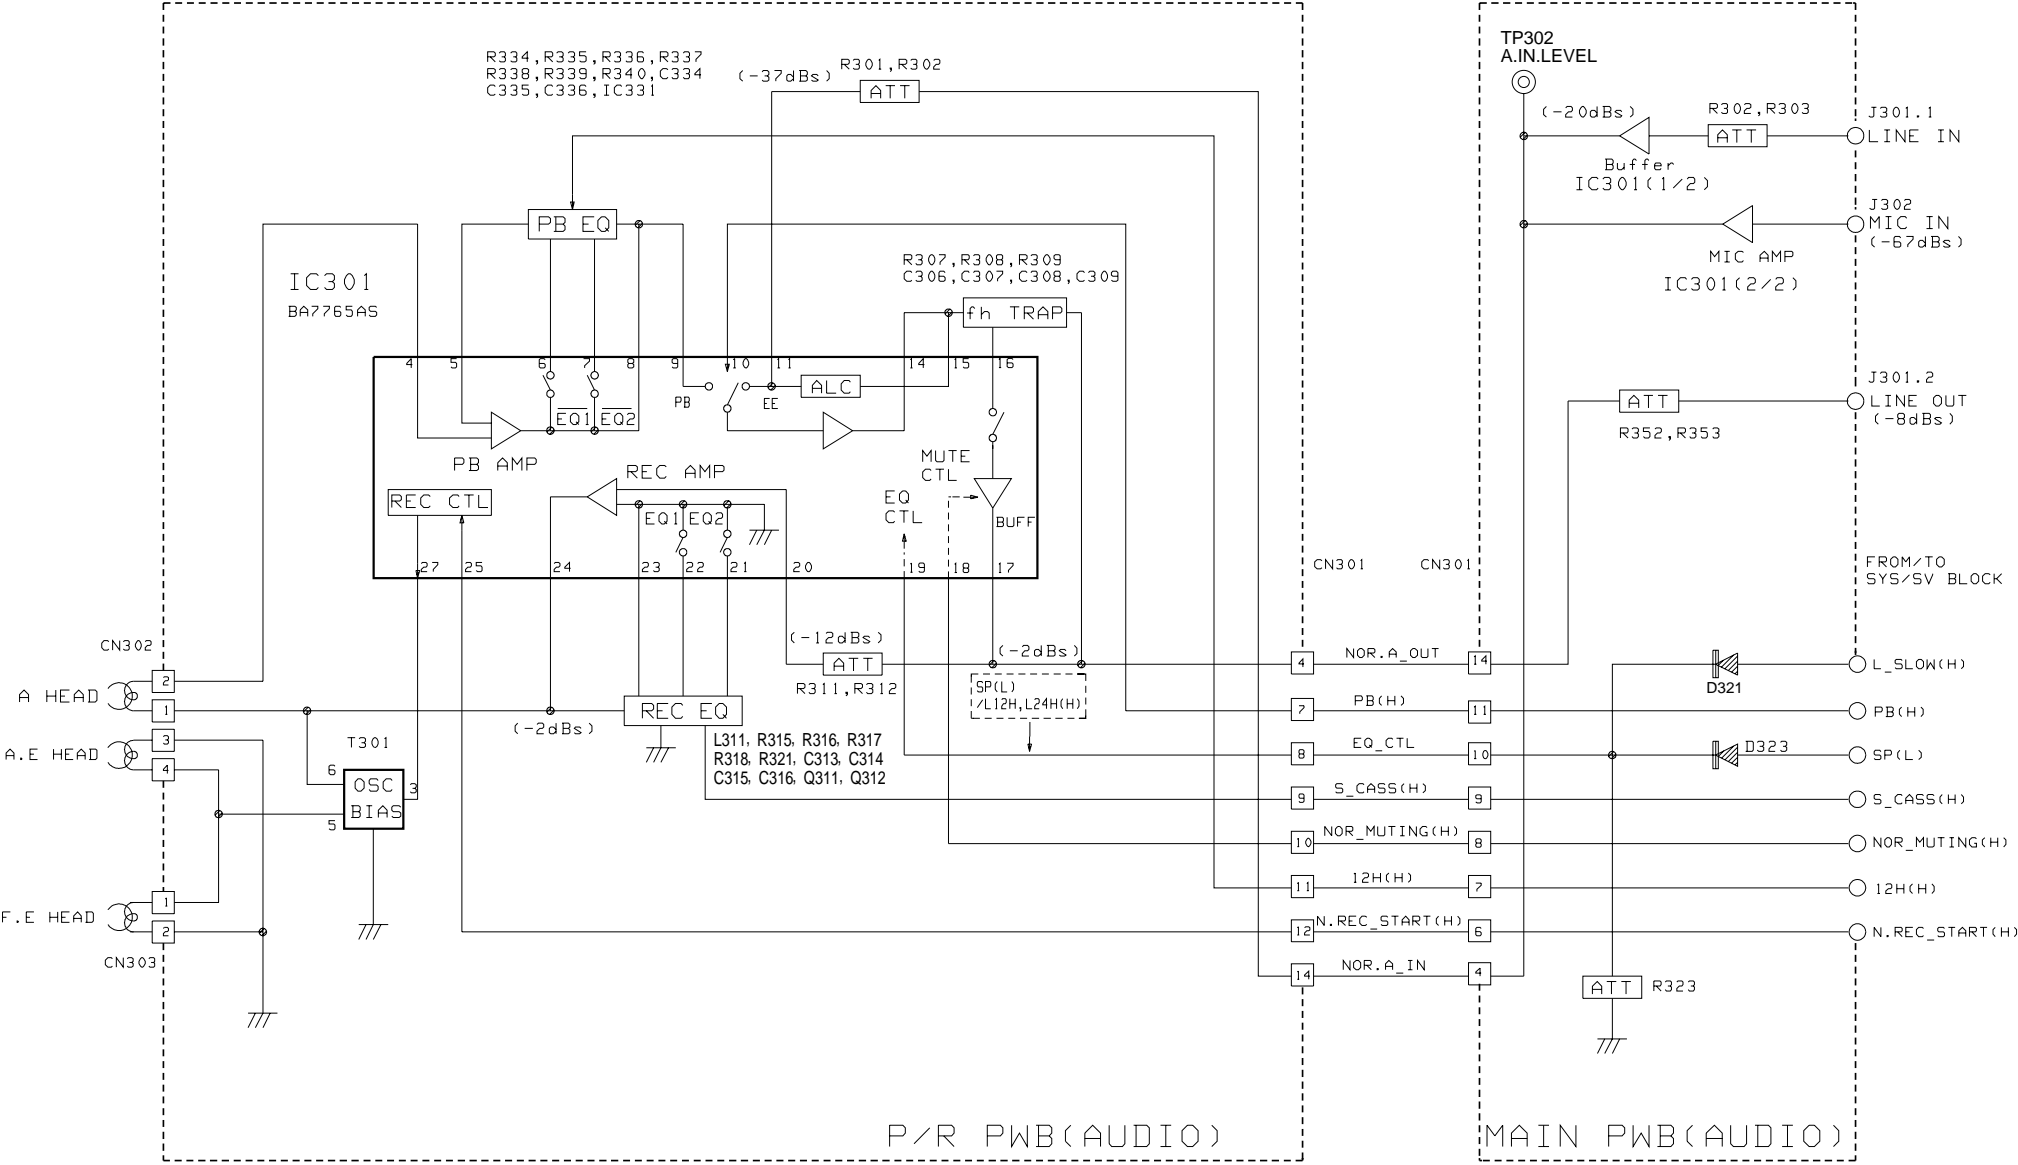 R334,R335,R336,R337
R338,R339,R340,C334
C335,C336,IC331
(-37dBs)
R301,R302
ATT
TP302
A.IN.LEVEL
(-20dBs)
R302,R303
ATT
J301.1
LINE IN
Buffer
IC301(1/2)
J302
MIC IN
(-67dBs)
MIC AMP
IC301(2/2)
PB EQ
IC301
BA7765AS
R307,R308,R309
C306,C307,C308,C309
fh TRAP
4
5
6
7
8
9
10
11
14
15
16
PB
EE
ALC
EQ1
EQ2
PB AMP
J301.2
LINE OUT
(-8dBs)
ATT
R352,R353
REC AMP
MUTE
CTL
REC CTL
EQ
CTL
EQ1
EQ2
BUFF
27
25
24
23
22
21
20
19
18
17
CN301
CN301
FROM/TO
SYS/SV BLOCK
CN302
(-12dBs)
(-2dBs)
ATT
R311,R312
4
NOR.A_OUT
14
D321
L_SLOW(H)
A HEAD
2
1
SP(L)
/L12H,L24H(H)
(-2dBs)
REC EQ
7
PB(H)
11
PB(H)
A.E HEAD
3
4
T301
L311, R315, R316, R317
R318, R321, C313, C314
C315, C316, Q311, Q312
8
EQ_CTL
10
D323
SP(L)
6
OSC
BIAS
3
5
9
S_CASS(H)
9
S_CASS(H)
10
NOR_MUTING(H)
8
NOR_MUTING(H)
11
12H(H)
7
12H(H)
F.E HEAD
1
2
CN303
12
N.REC_START(H)
6
N.REC_START(H)
14
NOR.A_IN
4
ATT
R323
P/R PWB(AUDIO)
MAIN PWB(AUDIO)